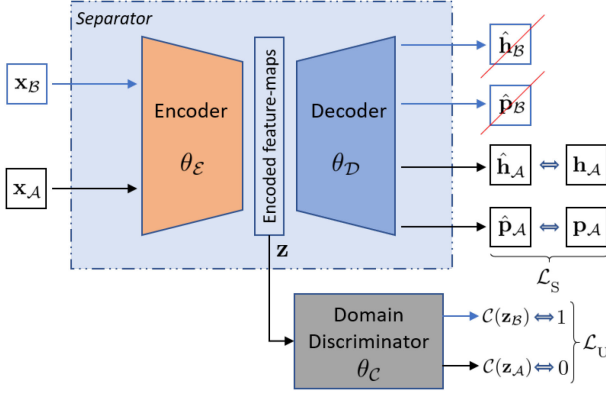 Separator
x_ℬ
x_𝒜
Encoder
θ_ℰ
Encoded feature-maps
Decoder
θ_𝒟
ĥ_ℬ
p̂_ℬ
ĥ_𝒜 ⇔ h_𝒜
p̂_𝒜 ⇔ p_𝒜
ℒ_S
z
Domain
Discriminator
θ_𝒞
𝒞(z_ℬ) ⇔ 1
𝒞(z_𝒜) ⇔ 0
ℒ_U